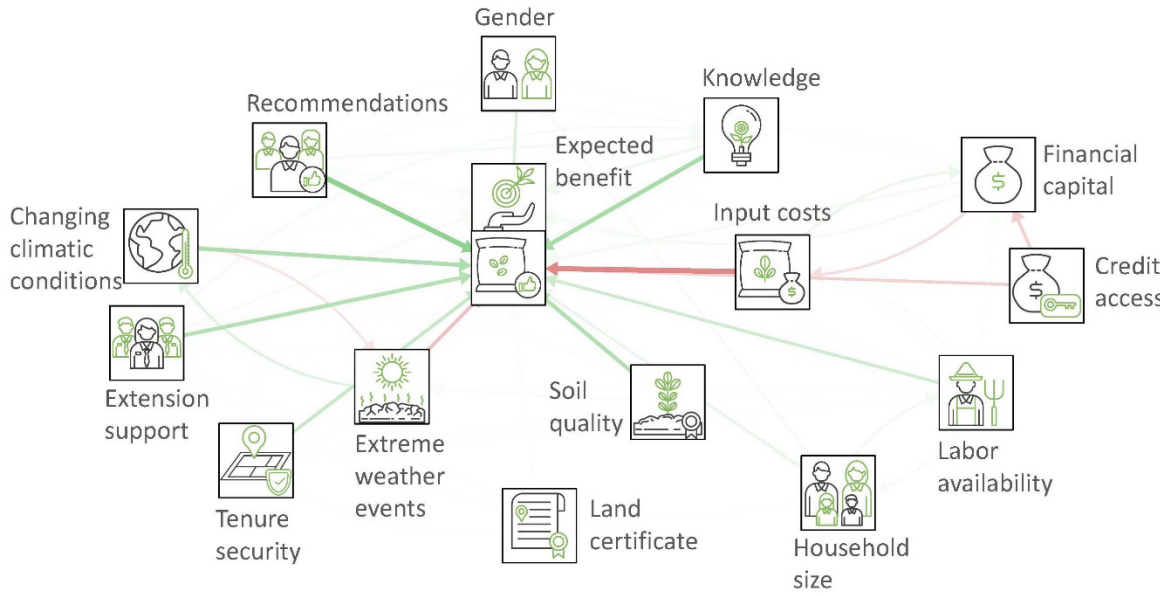 Gender
Knowledge
Recommendations
Expected
benefit
Financial
capital
Changing
climatic
conditions
Input costs
Credit
access
Extension
support
Soil
quality
Extreme
weather
events
Labor
availability
Tenure
security
Land
certificate
Household
size
$
$